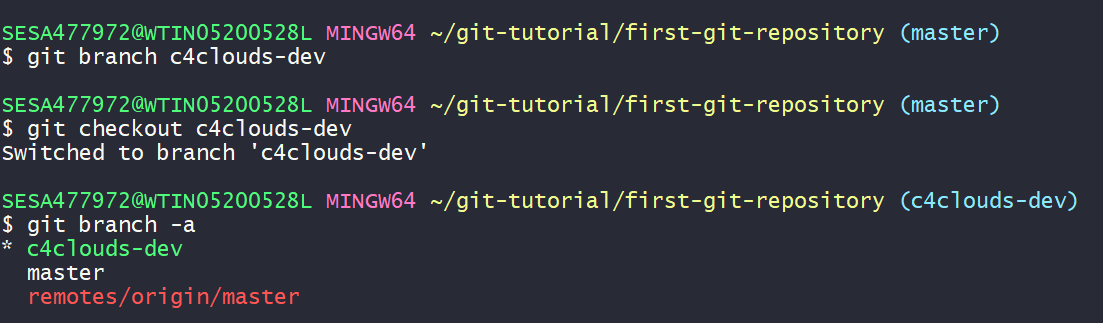 SESA477972@WTIN05200528L MINGW64 ~/git-tutorial/first-git-repository (master)
$ git branch c4clouds-dev
SESA477972@WTIN05200528L MINGW64 ~/git-tutorial/first-git-repository (master)
$ git checkout c4clouds-dev
Switched to branch 'c4clouds-dev'
SESA477972@WTIN05200528L MINGW64 ~/git-tutorial/first-git-repository (c4clouds-dev)
$ git branch -a
* c4clouds-dev
  master
  remotes/origin/master